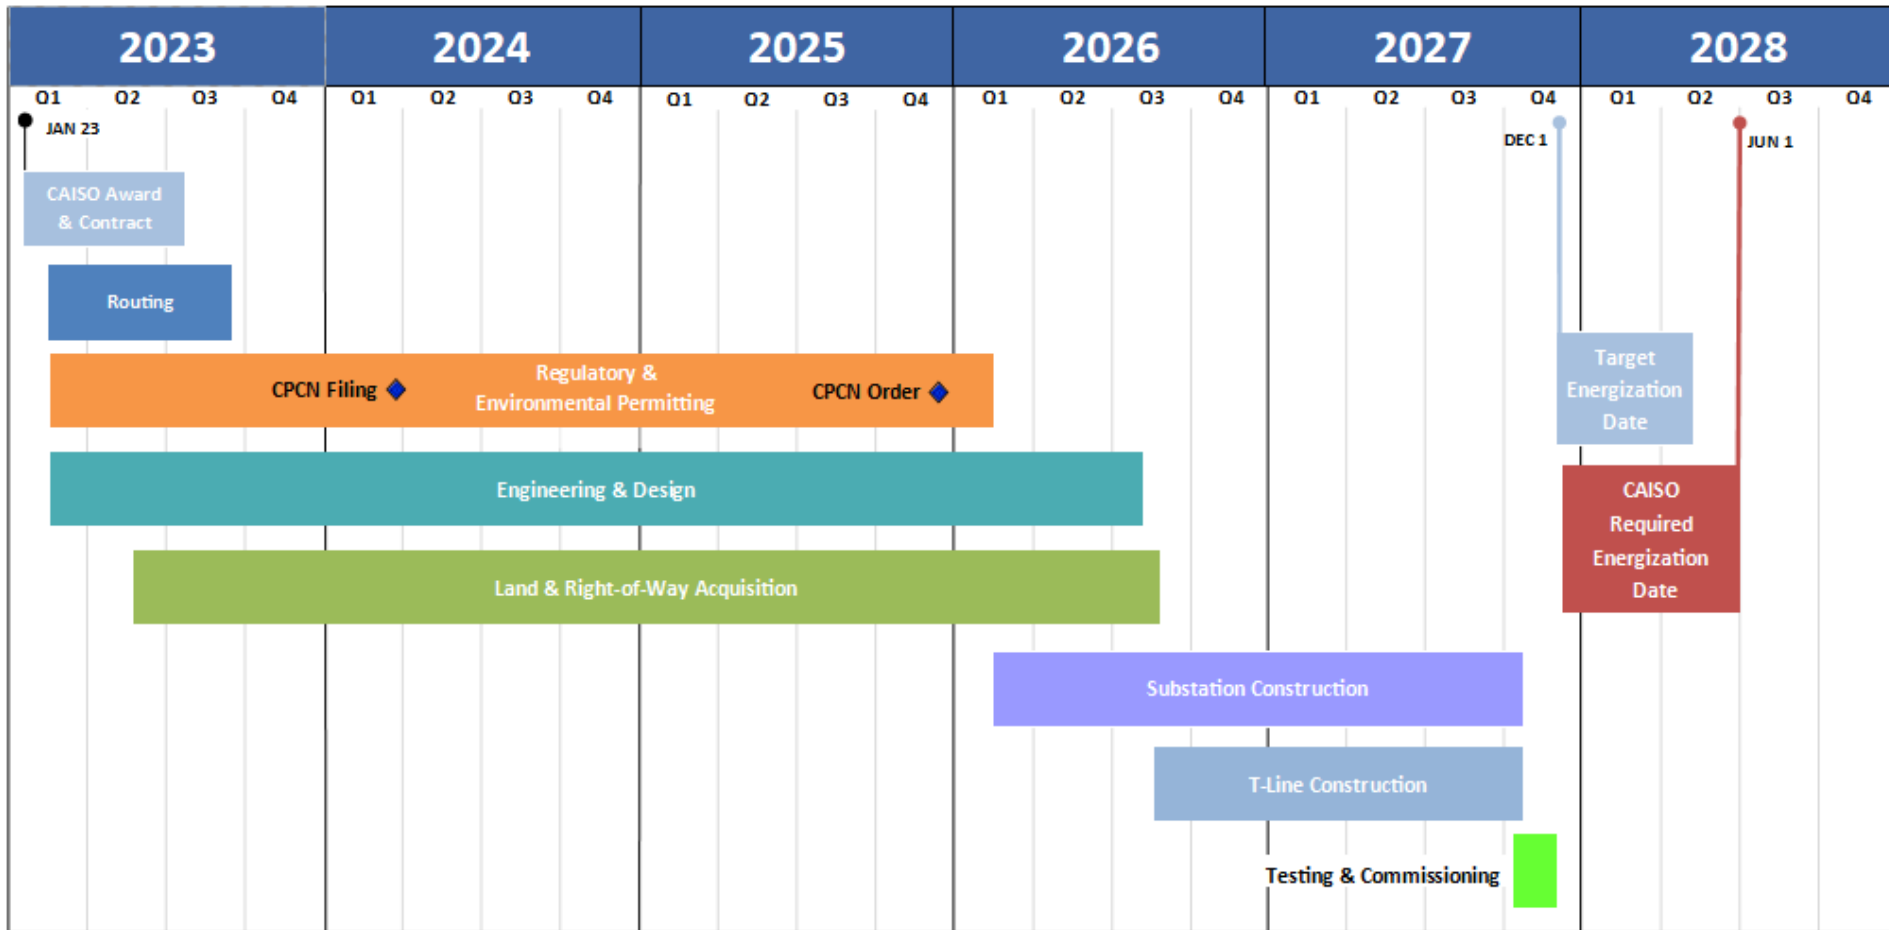 2023 2024 2025 2026 2027 2028
Q1 Q2 Q3 Q4 Q1 Q2 Q3 Q4 Q1 Q2 Q3 Q4 Q1 Q2 Q3 Q4 Q1 Q2 Q3 Q4 Q1 Q2 Q3 Q4
JAN 23
DEC 1
JUN 1
CAISO Award
& Contract
Routing
CPCN Filing
Regulatory &
Environmental Permitting
CPCN Order
Target
Energization
Date
Engineering & Design
CAISO
Required
Energization
Date
Land & Right-of-Way Acquisition
Substation Construction
T-Line Construction
Testing & Commissioning